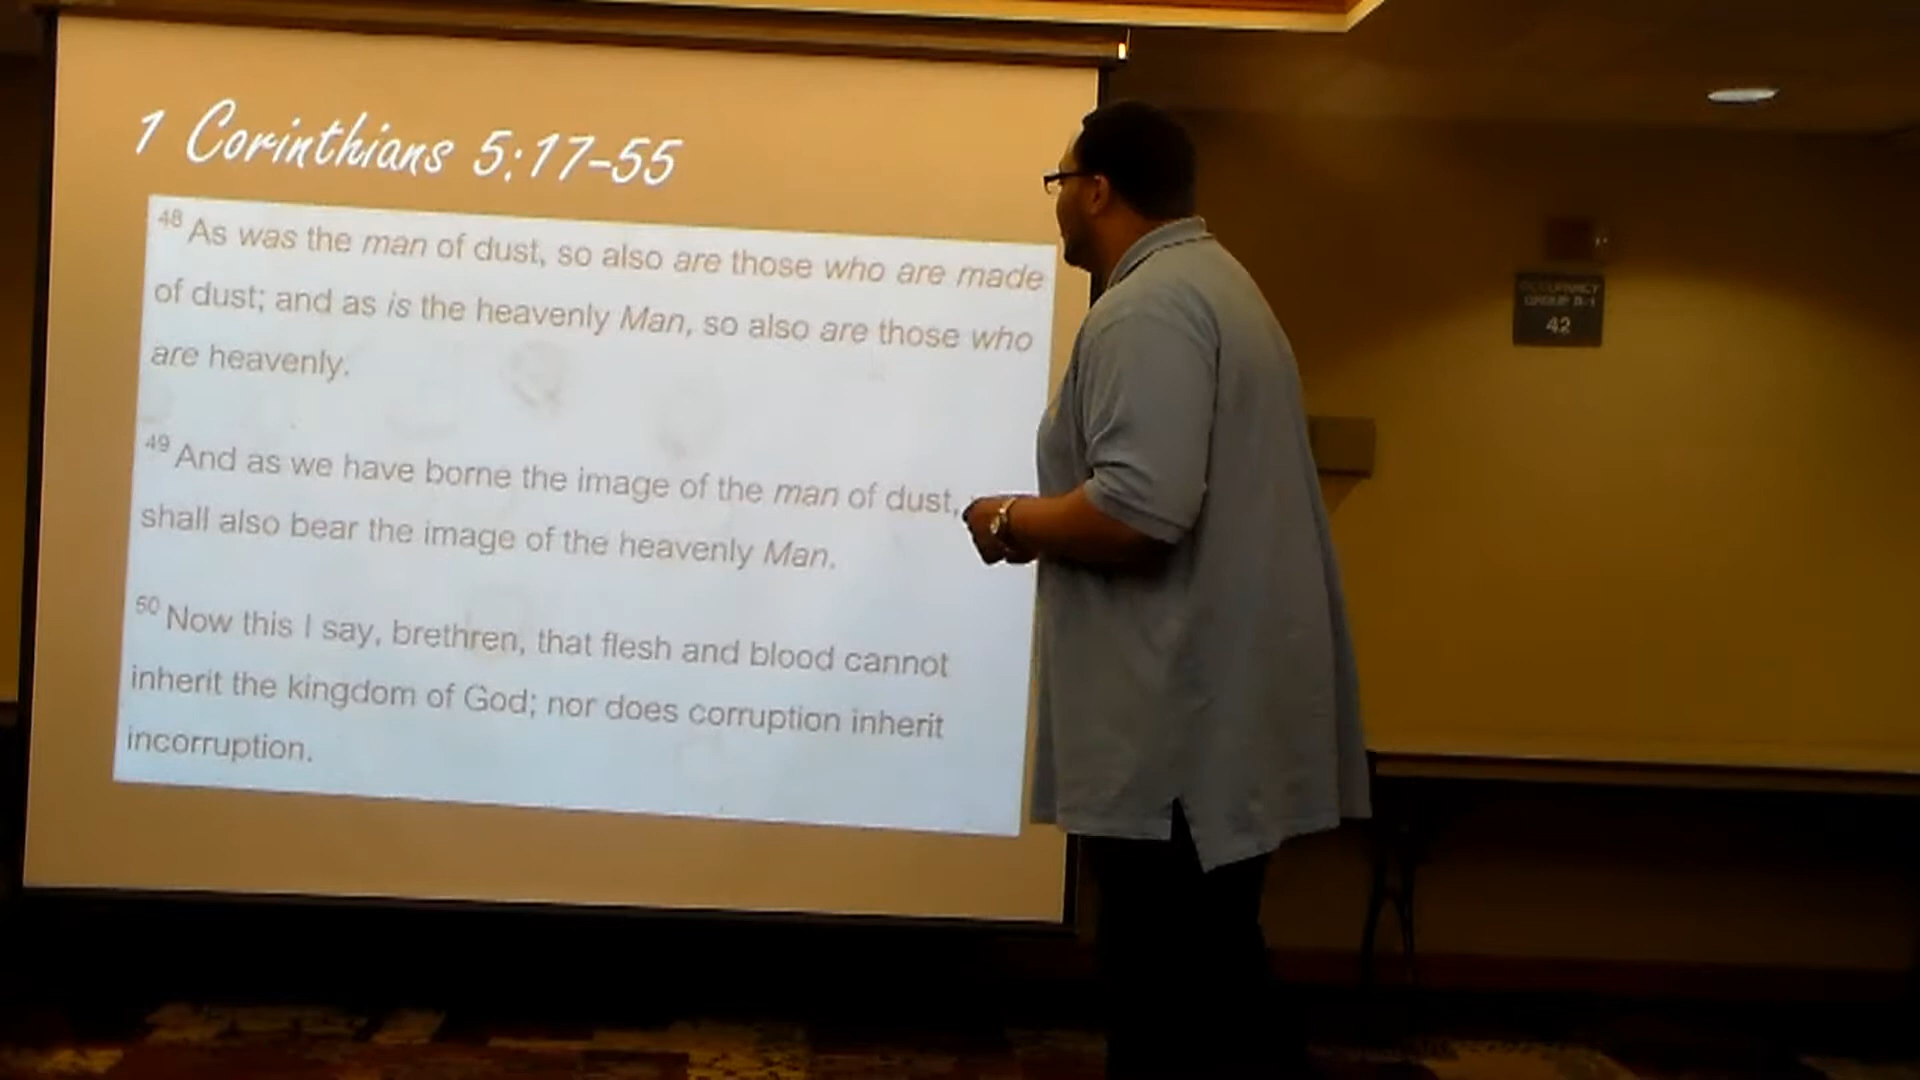 1 Corinthians 5:17-55
48 As was the man of dust, so also are those who are made
of dust; and as is the heavenly Man, so also are those who
are heavenly.
49 And as we have borne the image of the man of dust,
shall also bear the image of the heavenly Man.
50 Now this I say, brethren, that flesh and blood cannot
inherit the kingdom of God; nor does corruption inherit
incorruption.
OCCUPANCY
GROUP B-1
42